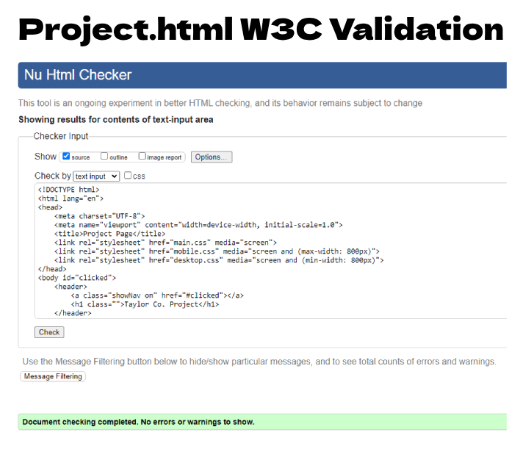 Project.html W3C Validation
Nu Html Checker
This tool is an ongoing experiment in better HTML checking, and its behavior remains subject to change
Showing results for contents of text-input area
Checker Input
Show source outline image report Options...
Check by text input css
<!DOCTYPE html>
<html lang="en">
<head>
<meta charset="UTF-8">
<meta name="viewport" content="width=device-width, initial-scale=1.0">
<title>Project Page</title>
<link rel="stylesheet" href="main.css" media="screen">
<link rel="stylesheet" href="mobile.css" media="screen and (max-width: 800px)">
<link rel="stylesheet" href="desktop.css" media="screen and (min-width: 800px)">
</head>
<body id="clicked">
<header>
<a class="showNav on" href="#clicked"></a>
<h1 class="">Taylor Co. Project</h1>
</header>
Check
Use the Message Filtering button below to hide/show particular messages, and to see total counts of errors and warnings.
Message Filtering
Document checking completed. No errors or warnings to show.